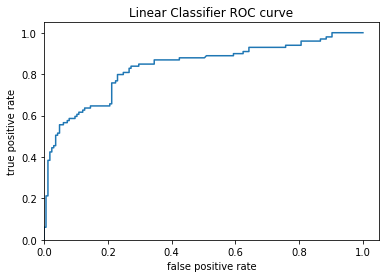 Linear Classifier ROC curve
1.0
0.8
0.6
0.4
0.2
0.0
true positive rate
0.0 0.2 0.4 0.6 0.8 1.0
false positive rate